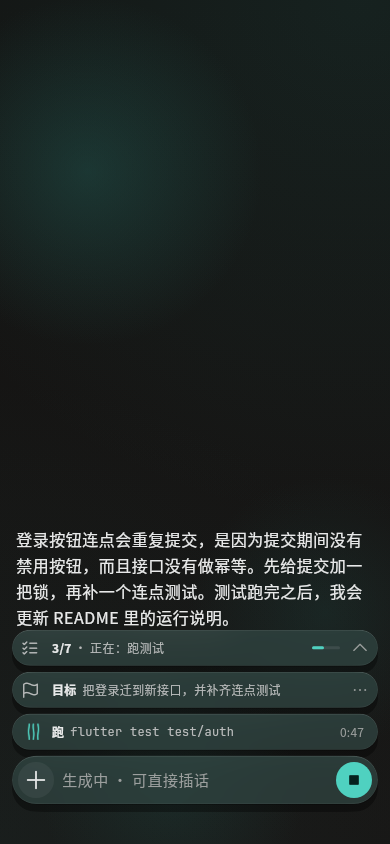 登录按钮连点会重复提交，是因为提交期间没有
禁用按钮，而且接口没有做幂等。先给提交加一
把锁，再补一个连点测试。测试跑完之后，我会
更新 README 里的运行说明。
3/7 · 正在：跑测试
目标 把登录迁到新接口，并补齐连点测试 ···
跑 flutter test test/auth 0:47
生成中 · 可直接插话